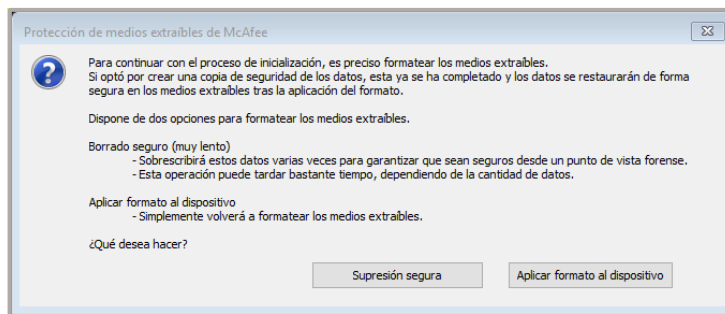 Protección de medios extraíbles de McAfee
Para continuar con el proceso de inicialización, es preciso formatear los medios extraíbles.
Si optó por crear una copia de seguridad de los datos, esta ya se ha completado y los datos se restaurarán de forma
segura en los medios extraíbles tras la aplicación del formato.
Dispone de dos opciones para formatear los medios extraíbles.
Borrado seguro (muy lento)
- Sobrescribirá estos datos varias veces para garantizar que sean seguros desde un punto de vista forense.
- Esta operación puede tardar bastante tiempo, dependiendo de la cantidad de datos.
Aplicar formato al dispositivo
- Simplemente volverá a formatear los medios extraíbles.
¿Qué desea hacer?
Supresión segura
Aplicar formato al dispositivo